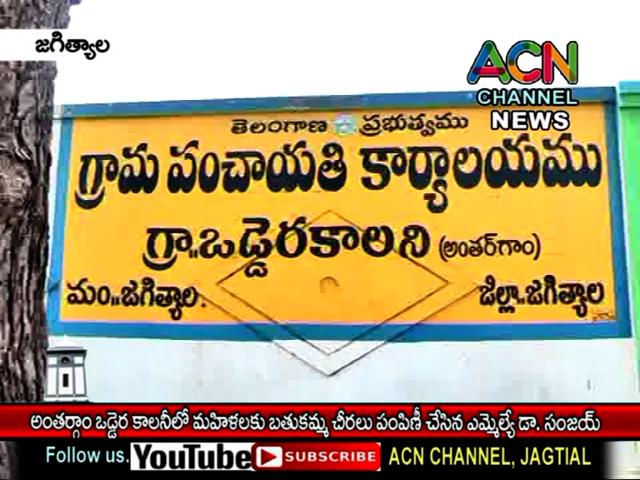 జగిత్యాల
ACN
CHANNEL
NEWS
తెలంగాణ ప్రభుత్వము
గ్రామ పంచాయతి కార్యాలయము
గ్రా..ఒడ్డెరకాలని (అంతర్‌గాం)
మం..జగిత్యాల. జిల్లా..జగిత్యాల
అంతర్గాం ఒడ్డెర కాలనీలో మహిళలకు బతుకమ్మ చీరలు పంపిణీ చేసిన ఎమ్మెల్యే డా. సంజయ్
Follow us. YouTube SUBSCRIBE ACN CHANNEL, JAGTIAL